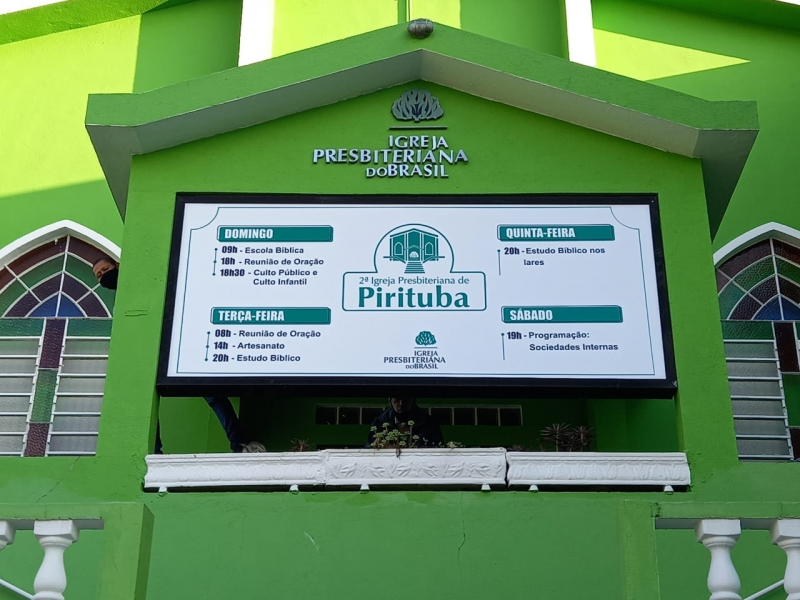 IGREJA
PRESBITERIANA
DO BRASIL
DOMINGO
09h - Escola Bíblica
18h - Reunião de Oração
18h30 - Culto Público e
Culto Infantil
TERÇA-FEIRA
08h - Reunião de Oração
14h - Artesanato
20h - Estudo Bíblico
2ª Igreja Presbiteriana de
Pirituba
IGREJA
PRESBITERIANA
DO BRASIL
QUINTA-FEIRA
20h - Estudo Bíblico nos
lares
SÁBADO
19h - Programação:
Sociedades Internas